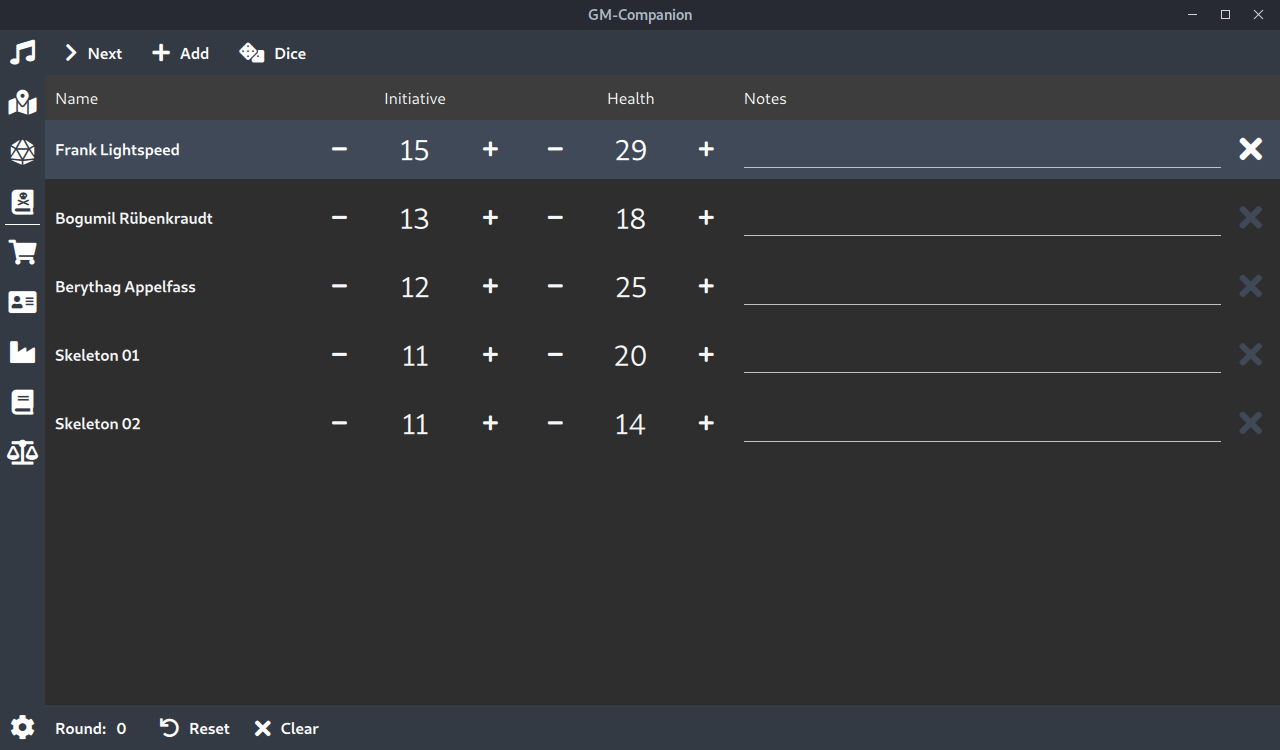 GM-Companion
Next Add Dice
Name Initiative Health Notes
Frank Lightspeed − 15 + − 29 +
Bogumil Rübenkraudt − 13 + − 18 +
Berythag Appelfass − 12 + − 25 +
Skeleton 01 − 11 + − 20 +
Skeleton 02 − 11 + − 14 +
Round: 0 Reset Clear